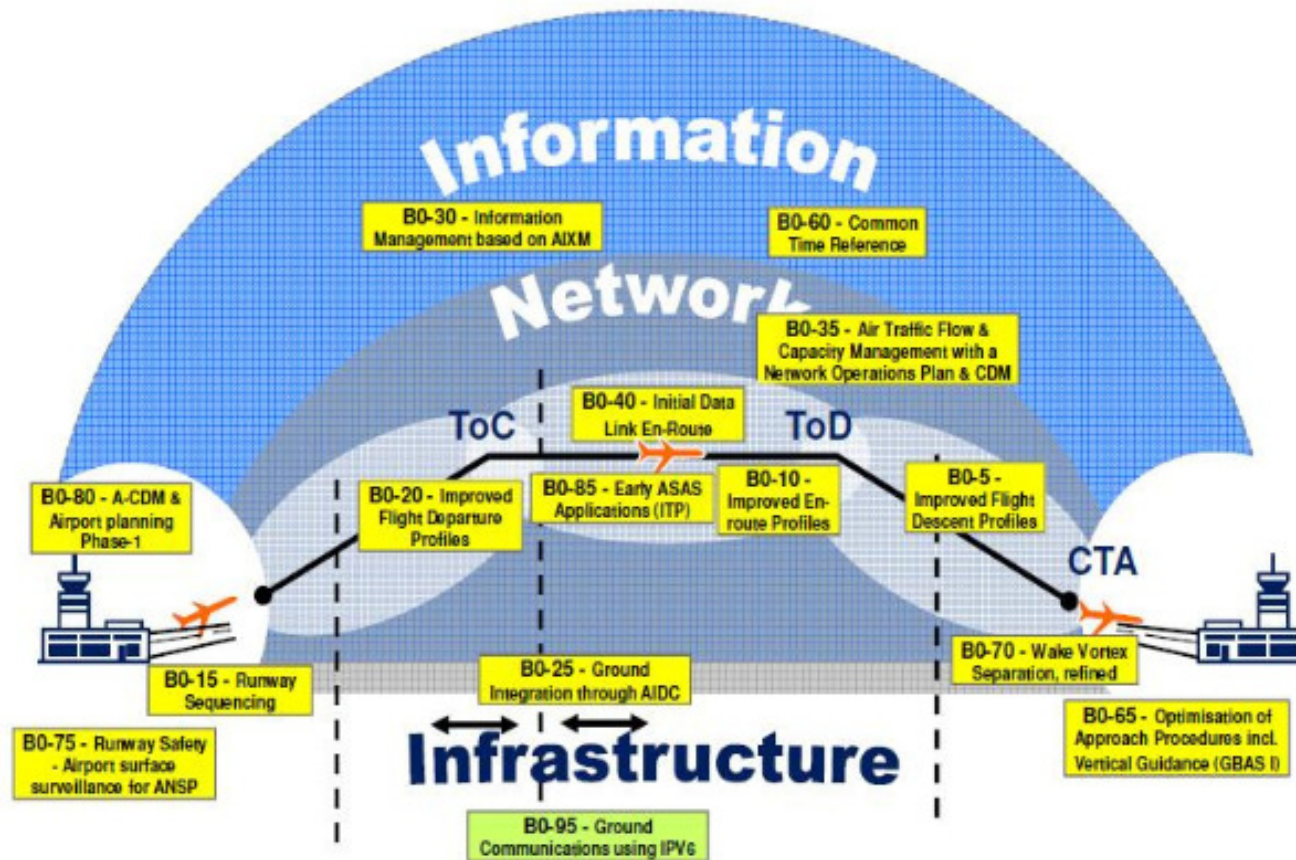 Information
B0-30 - Information
Management based on AIXM
B0-60 - Common
Time Reference
Network
B0-35 - Air Traffic Flow &
Capacity Management with a
Network Operations Plan & CDM
ToC
B0-40 - Initial Data
Link En-Route
ToD
B0-80 - A-CDM &
Airport planning
Phase-1
B0-20 - Improved
Flight Departure
Profiles
B0-85 - Early ASAS
Applications (ITP)
B0-10 -
Improved En-
route Profiles
B0-5 -
Improved Flight
Descent Profiles
CTA
B0-15 - Runway
Sequencing
B0-25 - Ground
Integration through AIDC
B0-70 - Wake Vortex
Separation, refined
B0-75 - Runway Safety
- Airport surface
surveillance for ANSP
Infrastructure
B0-65 - Optimisation of
Approach Procedures incl.
Vertical Guidance (GBAS I)
B0-95 - Ground
Communications using IPV6